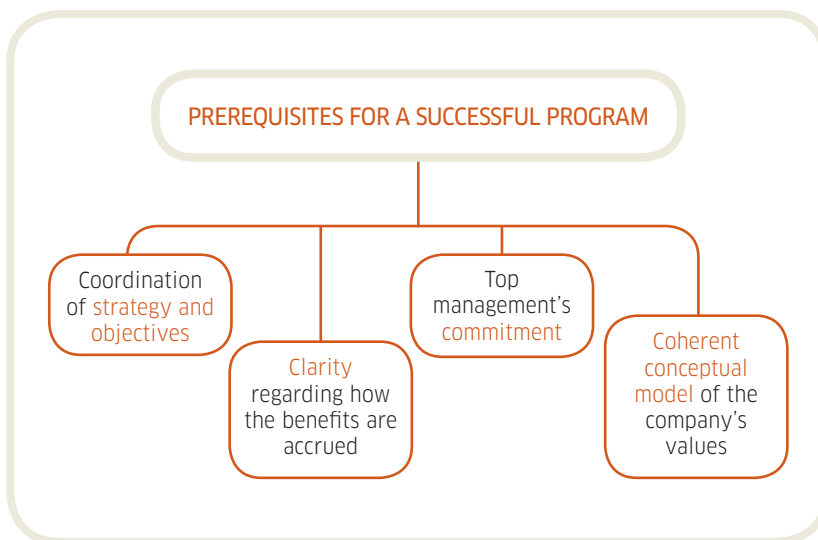 PREREQUISITES FOR A SUCCESSFUL PROGRAM
Coordination
of strategy and
objectives
Clarity
regarding how
the benefits are
accrued
Top
management’s
commitment
Coherent
conceptual
model of the
company’s
values